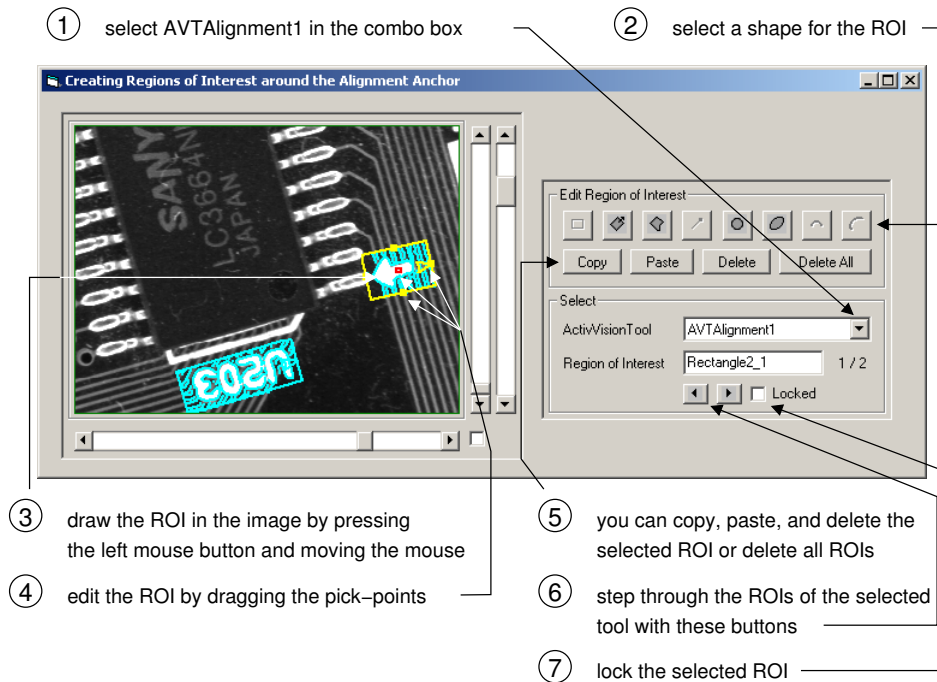 1 select AVTAlignment1 in the combo box
2 select a shape for the ROI
Creating Regions of Interest around the Alignment Anchor
SANY
LC3664N
JAPAN
U203
Edit Region of Interest
Copy Paste Delete Delete All
Select
ActivVisionTool AVTAlignment1
Region of Interest Rectangle2_1 1 / 2
Locked
3 draw the ROI in the image by pressing
the left mouse button and moving the mouse
4 edit the ROI by dragging the pick−points
5 you can copy, paste, and delete the
selected ROI or delete all ROIs
6 step through the ROIs of the selected
tool with these buttons
7 lock the selected ROI